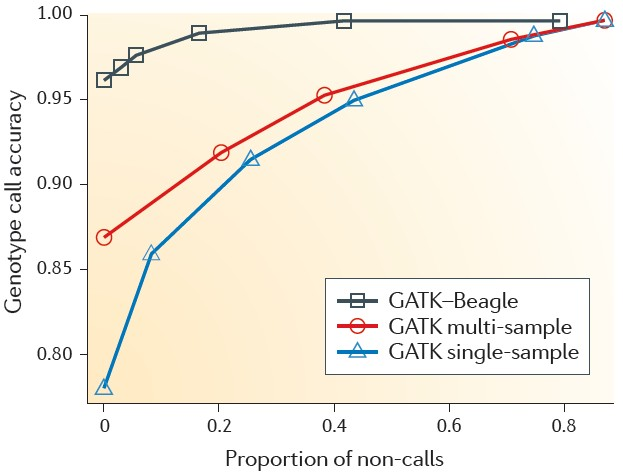 1.00
0.95
0.90
0.85
0.80
Genotype call accuracy
GATK–Beagle
GATK multi-sample
GATK single-sample
0 0.2 0.4 0.6 0.8
Proportion of non-calls